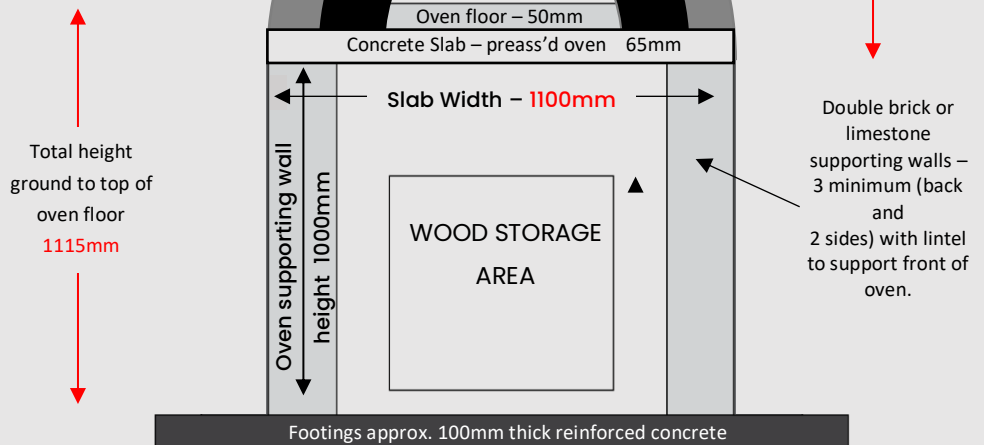 Oven floor – 50mm
Concrete Slab – preass’d oven 65mm
Slab Width – 1100mm
Total height
ground to top of
oven floor
1115mm
Oven supporting wall
height 1000mm
WOOD STORAGE
AREA
Double brick or
limestone
supporting walls –
3 minimum (back
and
2 sides) with lintel
to support front of
oven.
Footings approx. 100mm thick reinforced concrete